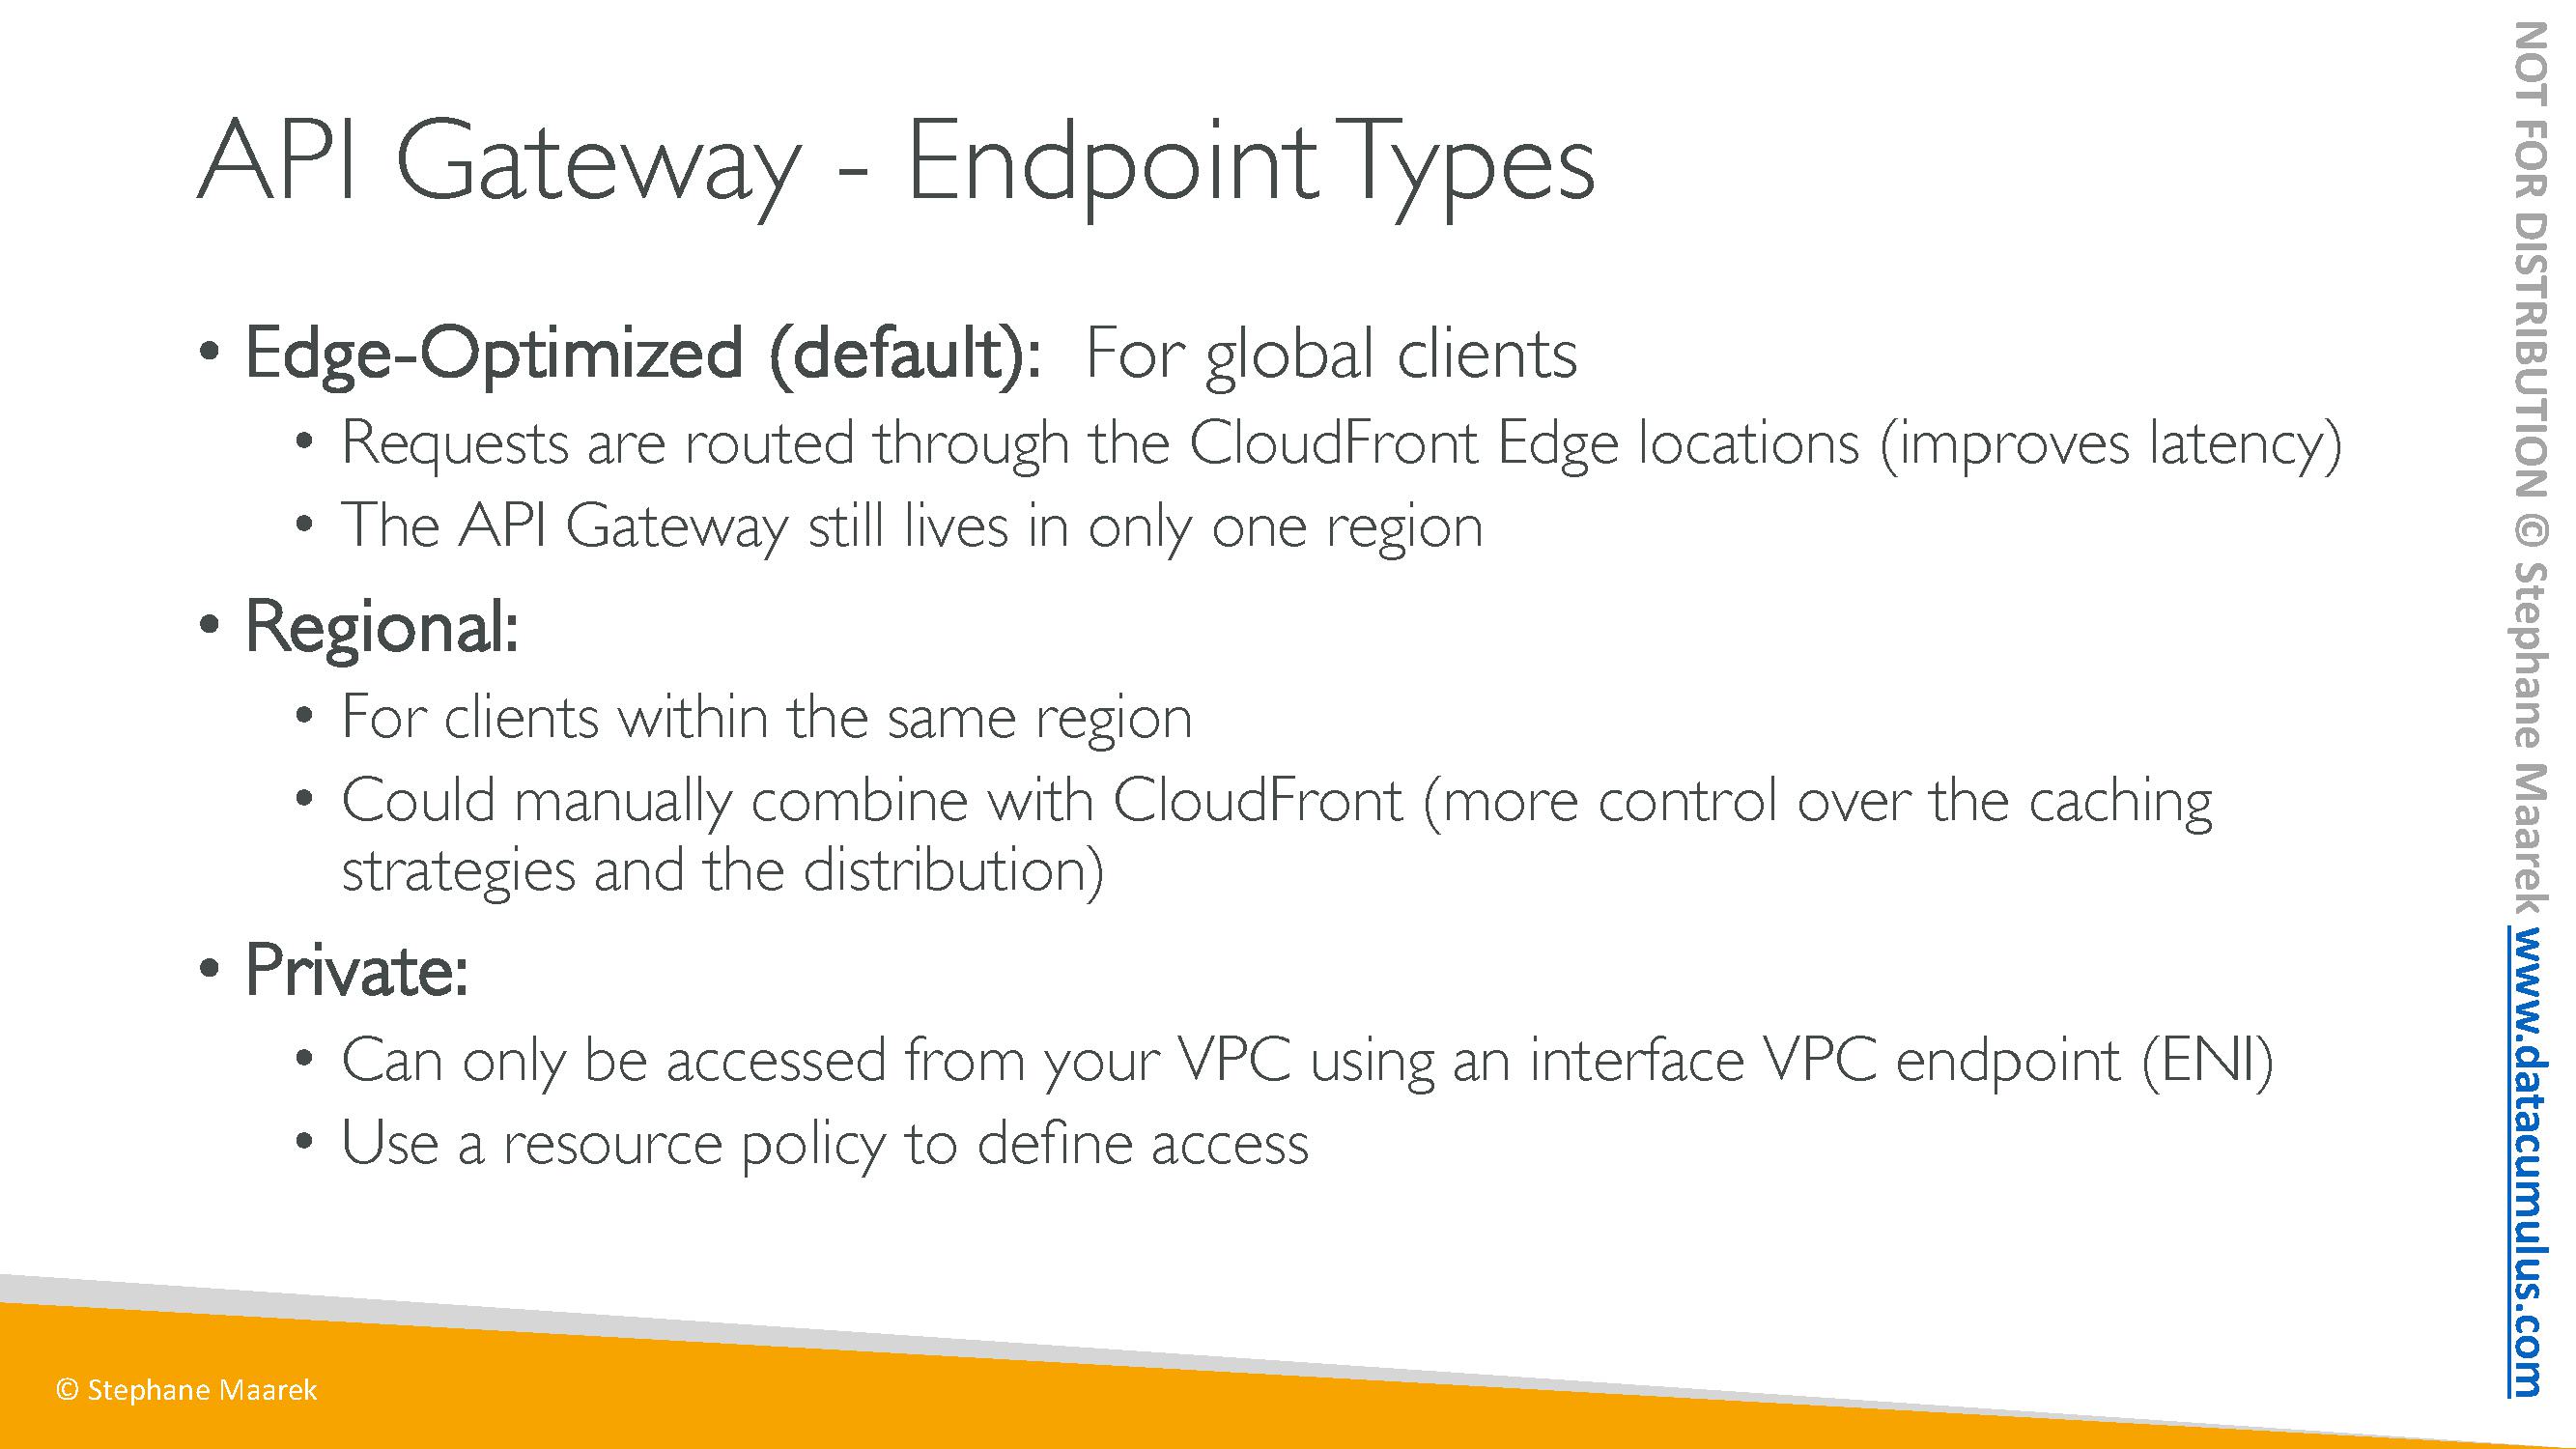 API Gateway - Endpoint Types
• Edge-Optimized (default): For global clients
• Requests are routed through the CloudFront Edge locations (improves latency)
• The API Gateway still lives in only one region
• Regional:
• For clients within the same region
• Could manually combine with CloudFront (more control over the caching
strategies and the distribution)
• Private:
• Can only be accessed from your VPC using an interface VPC endpoint (ENI)
• Use a resource policy to define access
© Stephane Maarek
NOT FOR DISTRIBUTION © Stephane Maarek www.datacumulus.com